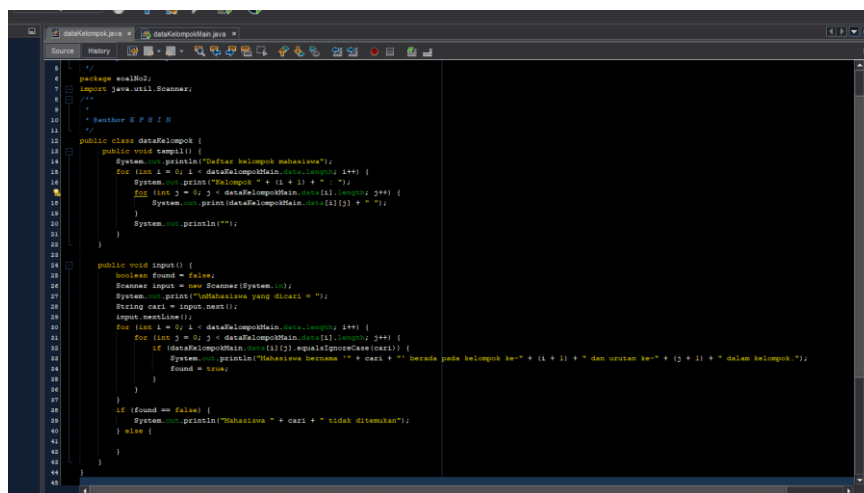 dataKelompok.java × dataKelompokMain.java ×
Source History
5 */
6 package soalNo2;
7 import java.util.Scanner;
8 /**
9 *
10 * @author E P H I N
11 */
12 public class dataKelompok {
13 public void tampil() {
14 System.out.println("Daftar kelompok mahasiswa");
15 for (int i = 0; i < dataKelompokMain.data.length; i++) {
16 System.out.print("Kelompok " + (i + 1) + " : ");
for (int j = 0; j < dataKelompokMain.data[i].length; j++) {
18 System.out.print(dataKelompokMain.data[i][j] + " ");
19 }
20 System.out.println("");
21 }
22 }
23
24 public void input() {
25 boolean found = false;
26 Scanner input = new Scanner(System.in);
27 System.out.print("\nMahasiswa yang dicari = ");
28 String cari = input.next();
29 input.nextLine();
30 for (int i = 0; i < dataKelompokMain.data.length; i++) {
31 for (int j = 0; j < dataKelompokMain.data[i].length; j++) {
32 if (dataKelompokMain.data[i][j].equalsIgnoreCase(cari)) {
33 System.out.println("Mahasiswa bernama '" + cari + "' berada pada kelompok ke-" + (i + 1) + " dan urutan ke-" + (j + 1) + " dalam kelompok.");
34 found = true;
35 }
36 }
37 }
38 if (found == false) {
39 System.out.println("Mahasiswa " + cari + " tidak ditemukan");
40 } else {
41
42 }
43 }
44 }
45